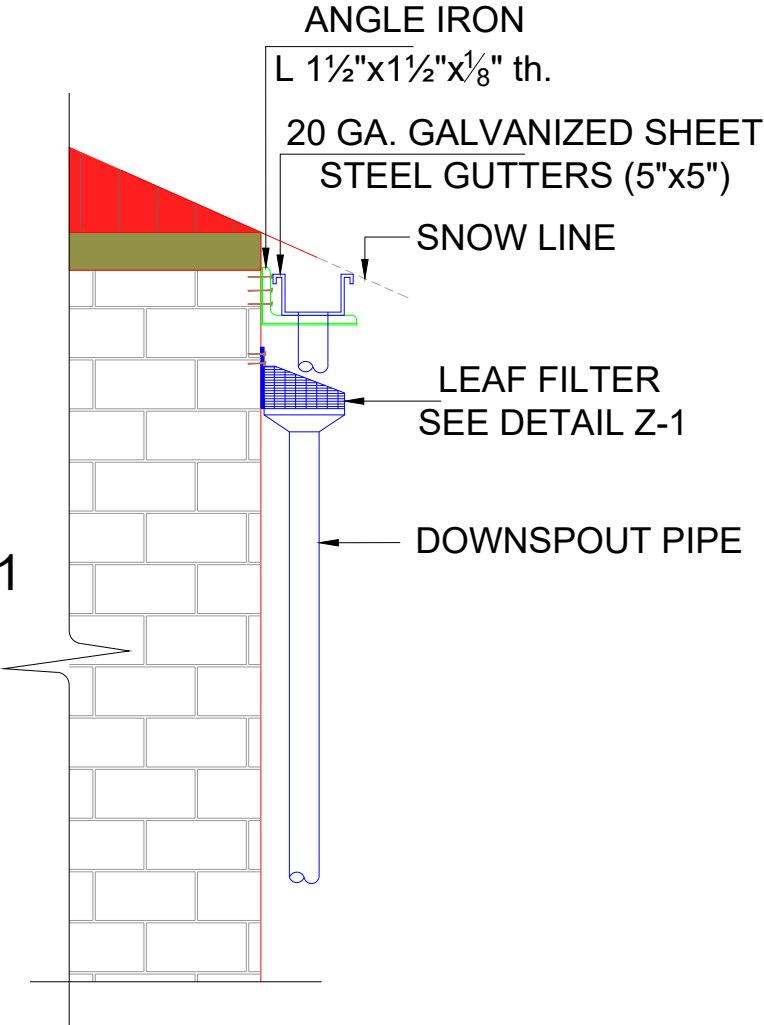 ANGLE IRON
L 1½"x1½"x⅛" th.
20 GA. GALVANIZED SHEET
STEEL GUTTERS (5"x5")
SNOW LINE
LEAF FILTER
SEE DETAIL Z-1
DOWNSPOUT PIPE
1